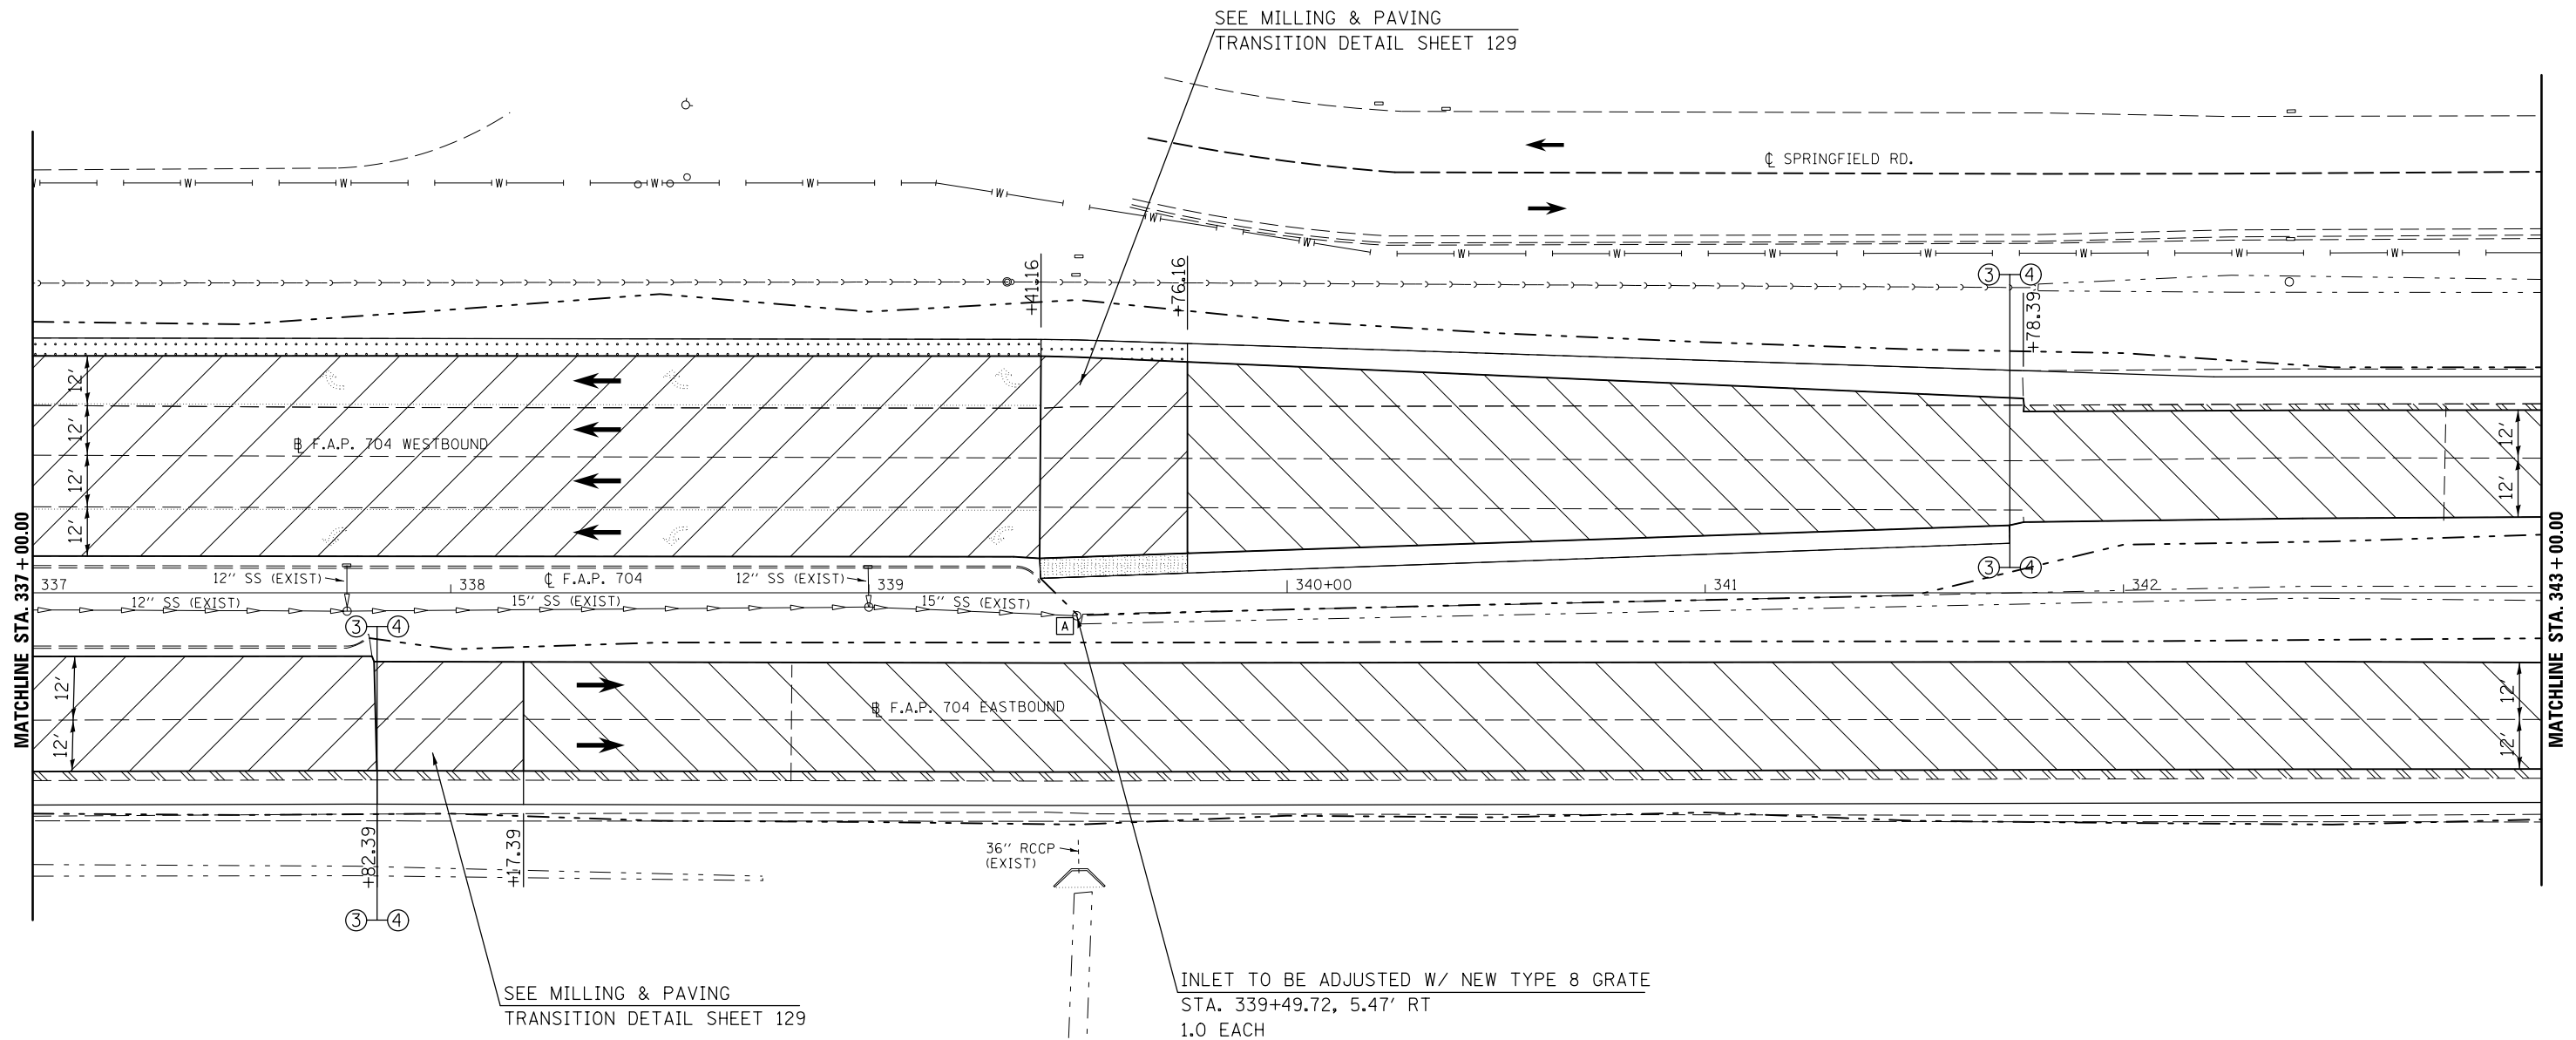 SEE MILLING & PAVING
TRANSITION DETAIL SHEET 129
℄ SPRINGFIELD RD.
W W W W W W W W W
W W W W W W W
+41.16
+76.16
3 4
+78.39
12'
12'
12'
12'
12'
12'
℄ F.A.P. 704 WESTBOUND
MATCHLINE STA. 337+00.00
MATCHLINE STA. 343+00.00
337
12" SS (EXIST)
338
℄ F.A.P. 704
12" SS (EXIST)
339
340+00
341
342
12" SS (EXIST)
15" SS (EXIST)
15" SS (EXIST)
3 4
A
3 4
12'
12'
12'
12'
B F.A.P. 704 EASTBOUND
+82.39
+17.39
36" RCCP
(EXIST)
3 4
SEE MILLING & PAVING
TRANSITION DETAIL SHEET 129
INLET TO BE ADJUSTED W/ NEW TYPE 8 GRATE
STA. 339+49.72, 5.47' RT
1.0 EACH